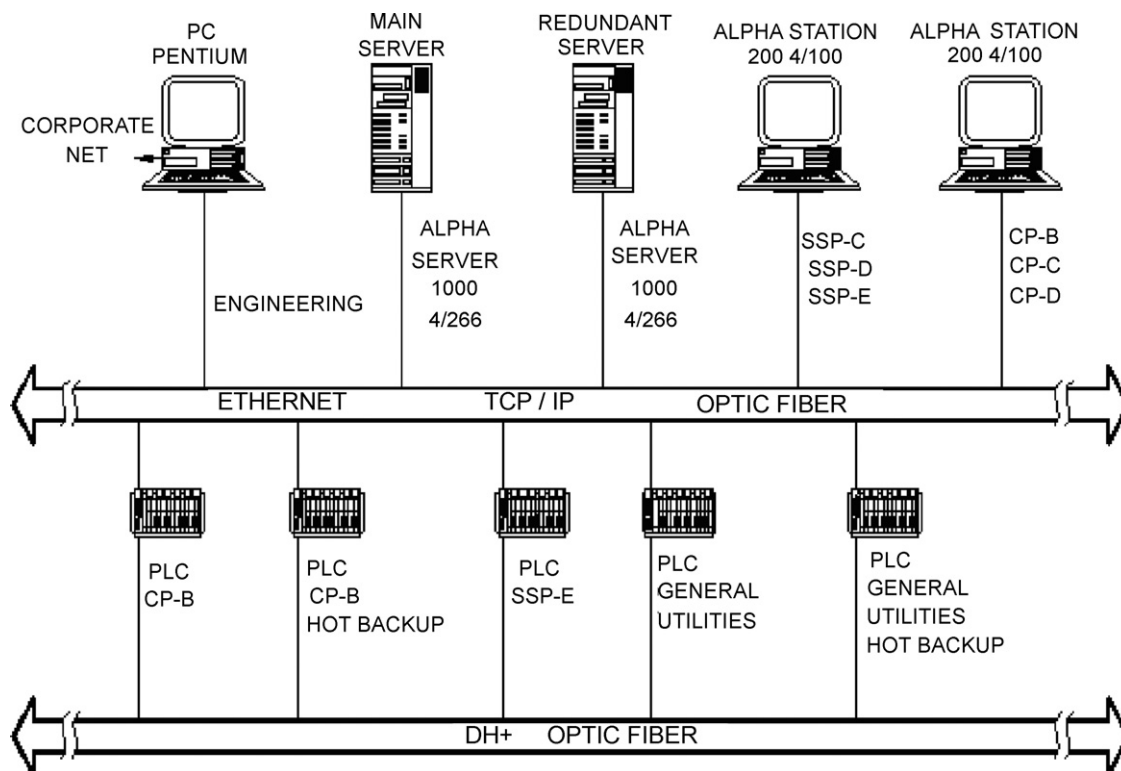 PC
PENTIUM
MAIN
SERVER
REDUNDANT
SERVER
ALPHA STATION
200 4/100
ALPHA STATION
200 4/100
CORPORATE
NET
ENGINEERING
ALPHA
SERVER
1000
4/266
ALPHA
SERVER
1000
4/266
SSP-C
SSP-D
SSP-E
CP-B
CP-C
CP-D
ETHERNET TCP / IP OPTIC FIBER
PLC
CP-B
PLC
CP-B
HOT BACKUP
PLC
SSP-E
PLC
GENERAL
UTILITIES
PLC
GENERAL
UTILITIES
HOT BACKUP
DH+ OPTIC FIBER